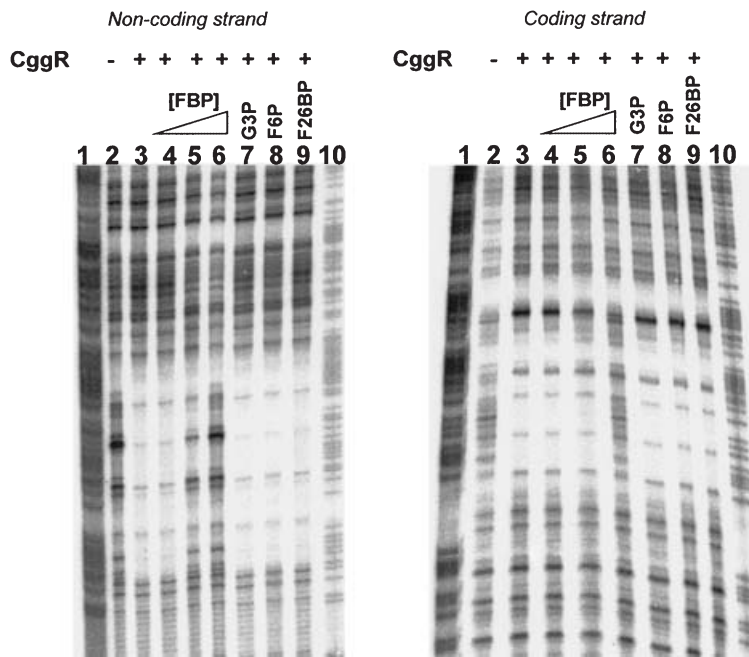 Non-coding strand
CggR - + + + + + + +
[FBP] G3P F6P F26BP
1 2 3 4 5 6 7 8 9 10
Coding strand
CggR - + + + + + + +
[FBP] G3P F6P F26BP
1 2 3 4 5 6 7 8 9 10